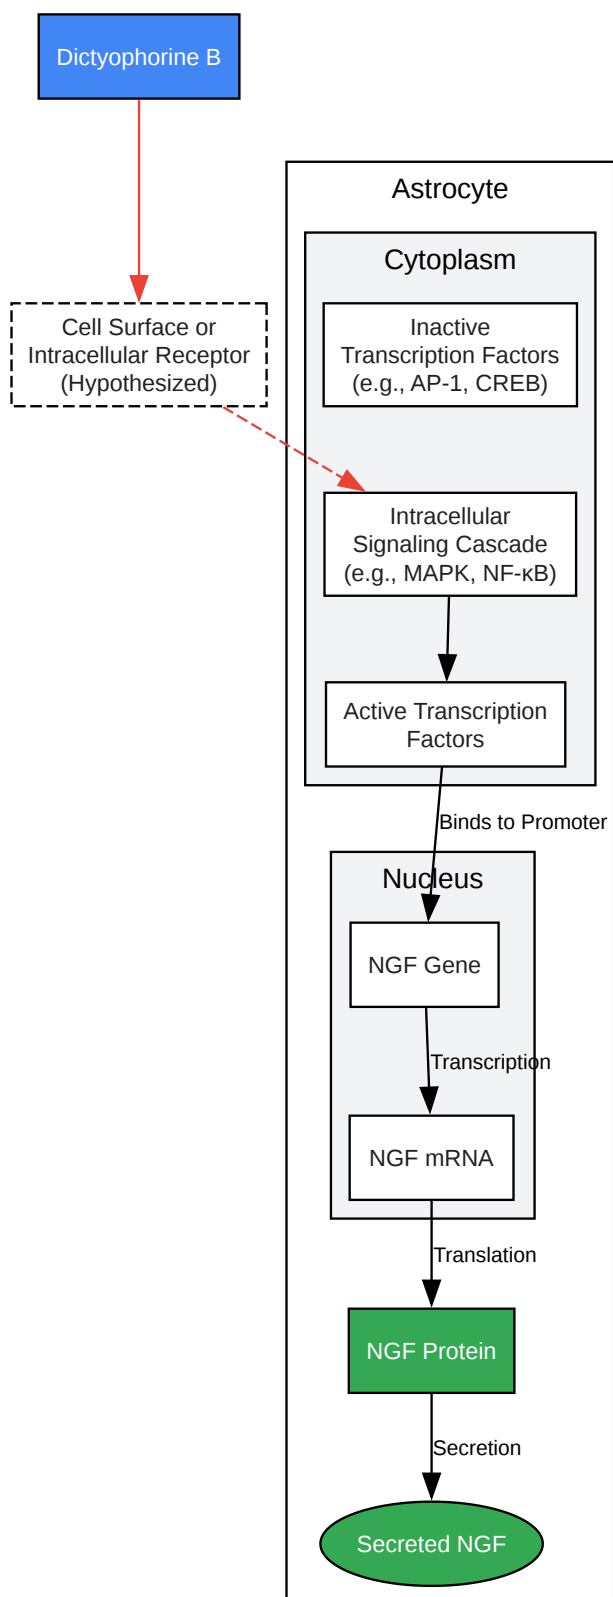 Dictyophorine B
Astrocyte
Cytoplasm
Cell Surface or
Intracellular Receptor
(Hypothesized)
Inactive
Transcription Factors
(e.g., AP-1, CREB)
Intracellular
Signaling Cascade
(e.g., MAPK, NF-κB)
Active Transcription
Factors
Binds to Promoter
Nucleus
NGF Gene
Transcription
NGF mRNA
Translation
NGF Protein
Secretion
Secreted NGF